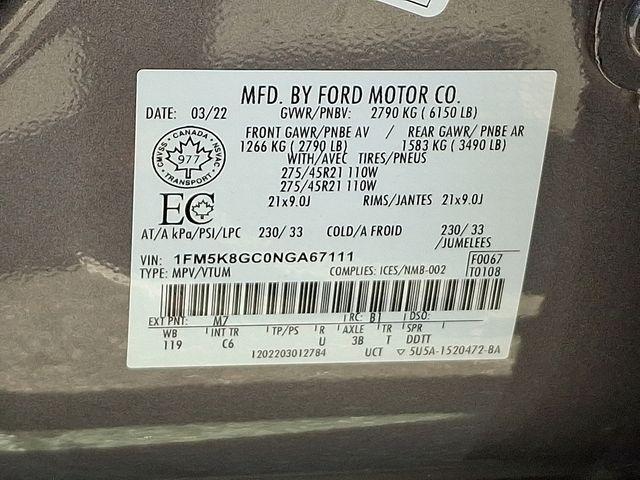 MFD. BY FORD MOTOR CO.
DATE: 03/22 GVWR/PNBV: 2790 KG ( 6150 LB)
FRONT GAWR/PNBE AV / REAR GAWR/ PNBE AR
1266 KG ( 2790 LB) 1583 KG ( 3490 LB)
WITH/AVEC TIRES/PNEUS
275/45R21 110W
275/45R21 110W
21x9.0J RIMS/JANTES 21x9.0J
CANADA
CMVSS 977 NSVAC
TRANSPORT
EC
AT/A kPa/PSI/LPC 230/ 33 COLD/A FROID 230/ 33
/JUMELEES
VIN: 1FM5K8GC0NGA67111 F0067
TYPE: MPV/VTUM COMPLIES: ICES/NMB-002 T0108
EXT PNT: M7 RC: B1 DSO:
WB INT TR TP/PS R AXLE TR SPR
119 C6 U 3B T DDTT
1202203012784 UCT ▽ 5U5A-1520472-BA